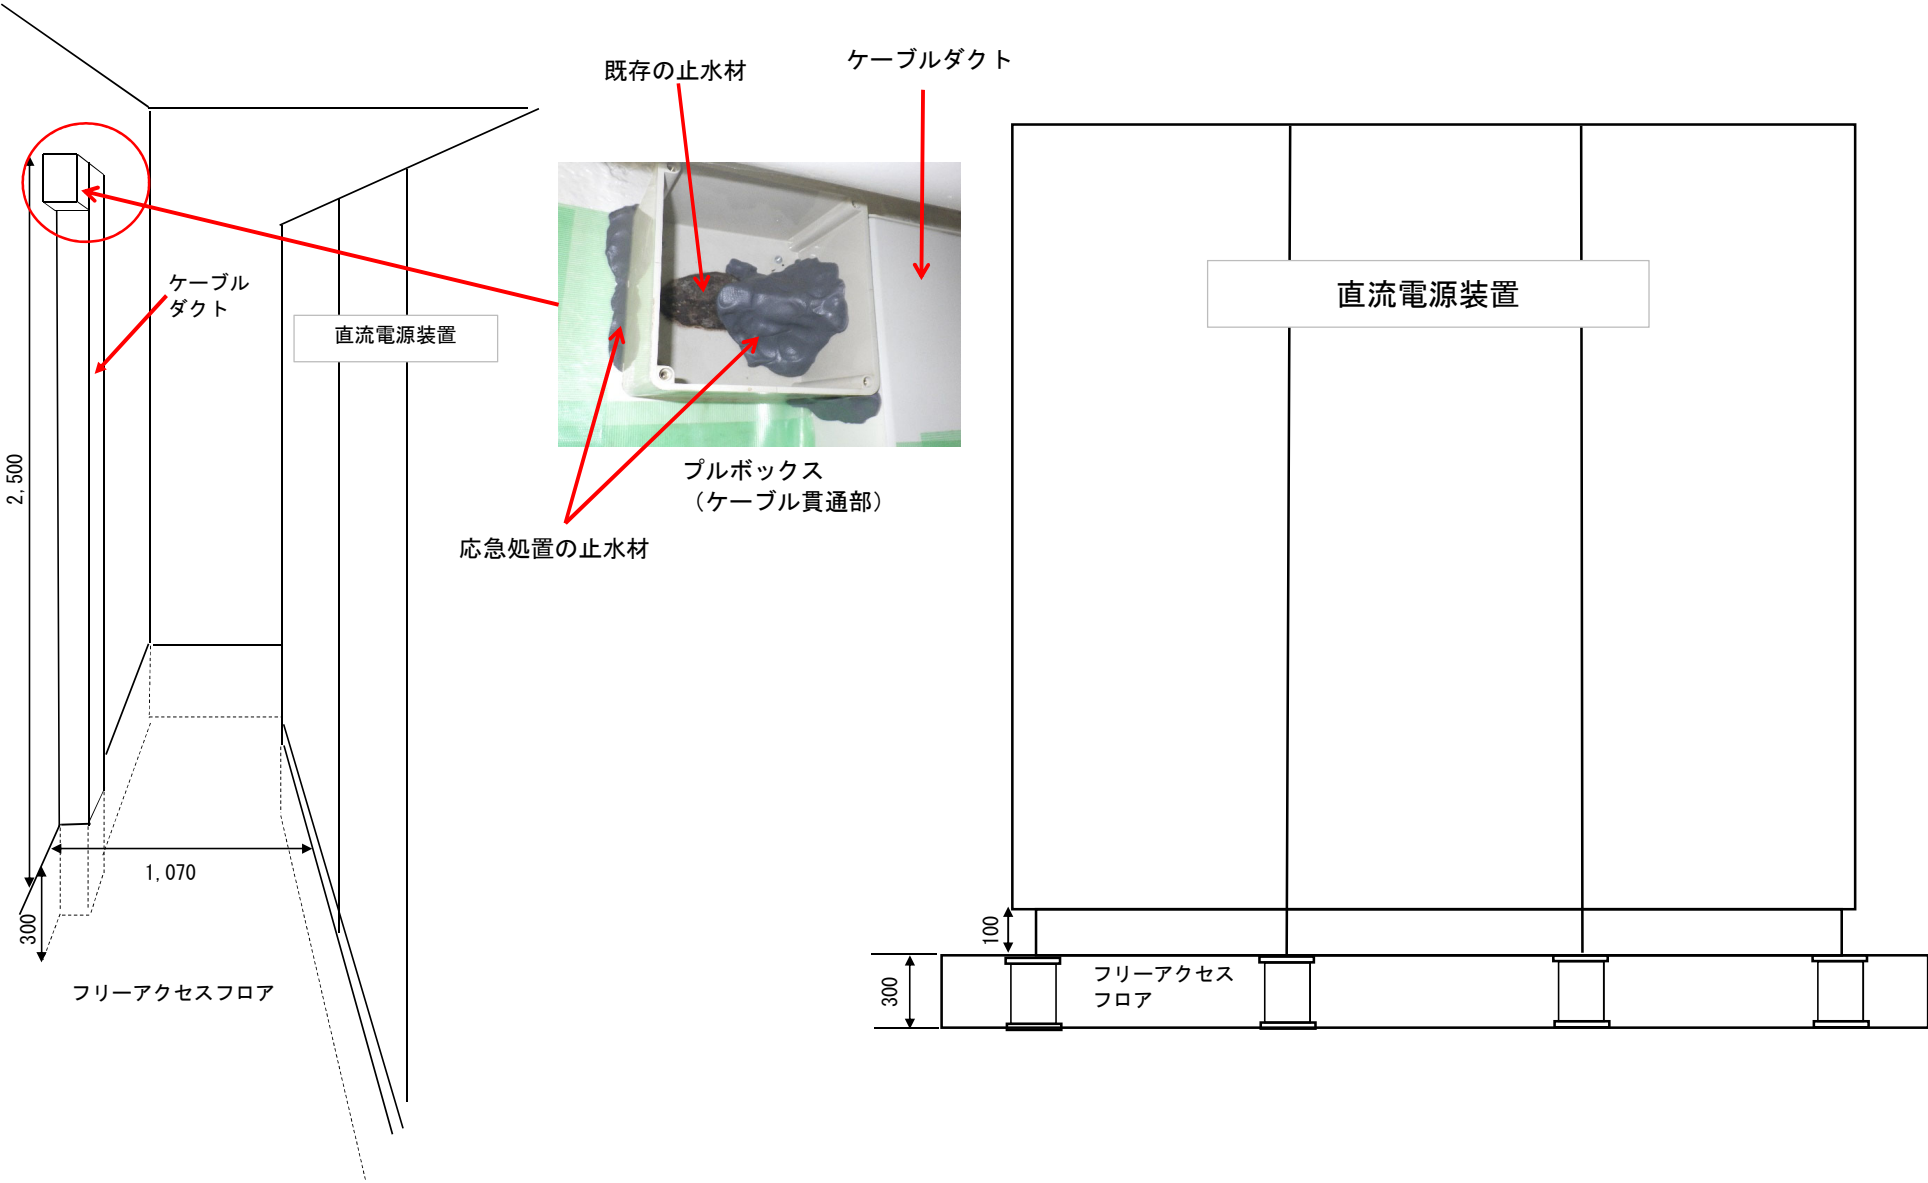 既存の止水材
ケーブルダクト
ケーブル
ダクト
直流電源装置
2,500
プルボックス
（ケーブル貫通部）
応急処置の止水材
1,070
300
フリーアクセスフロア
直流電源装置
100
300
フリーアクセス
フロア